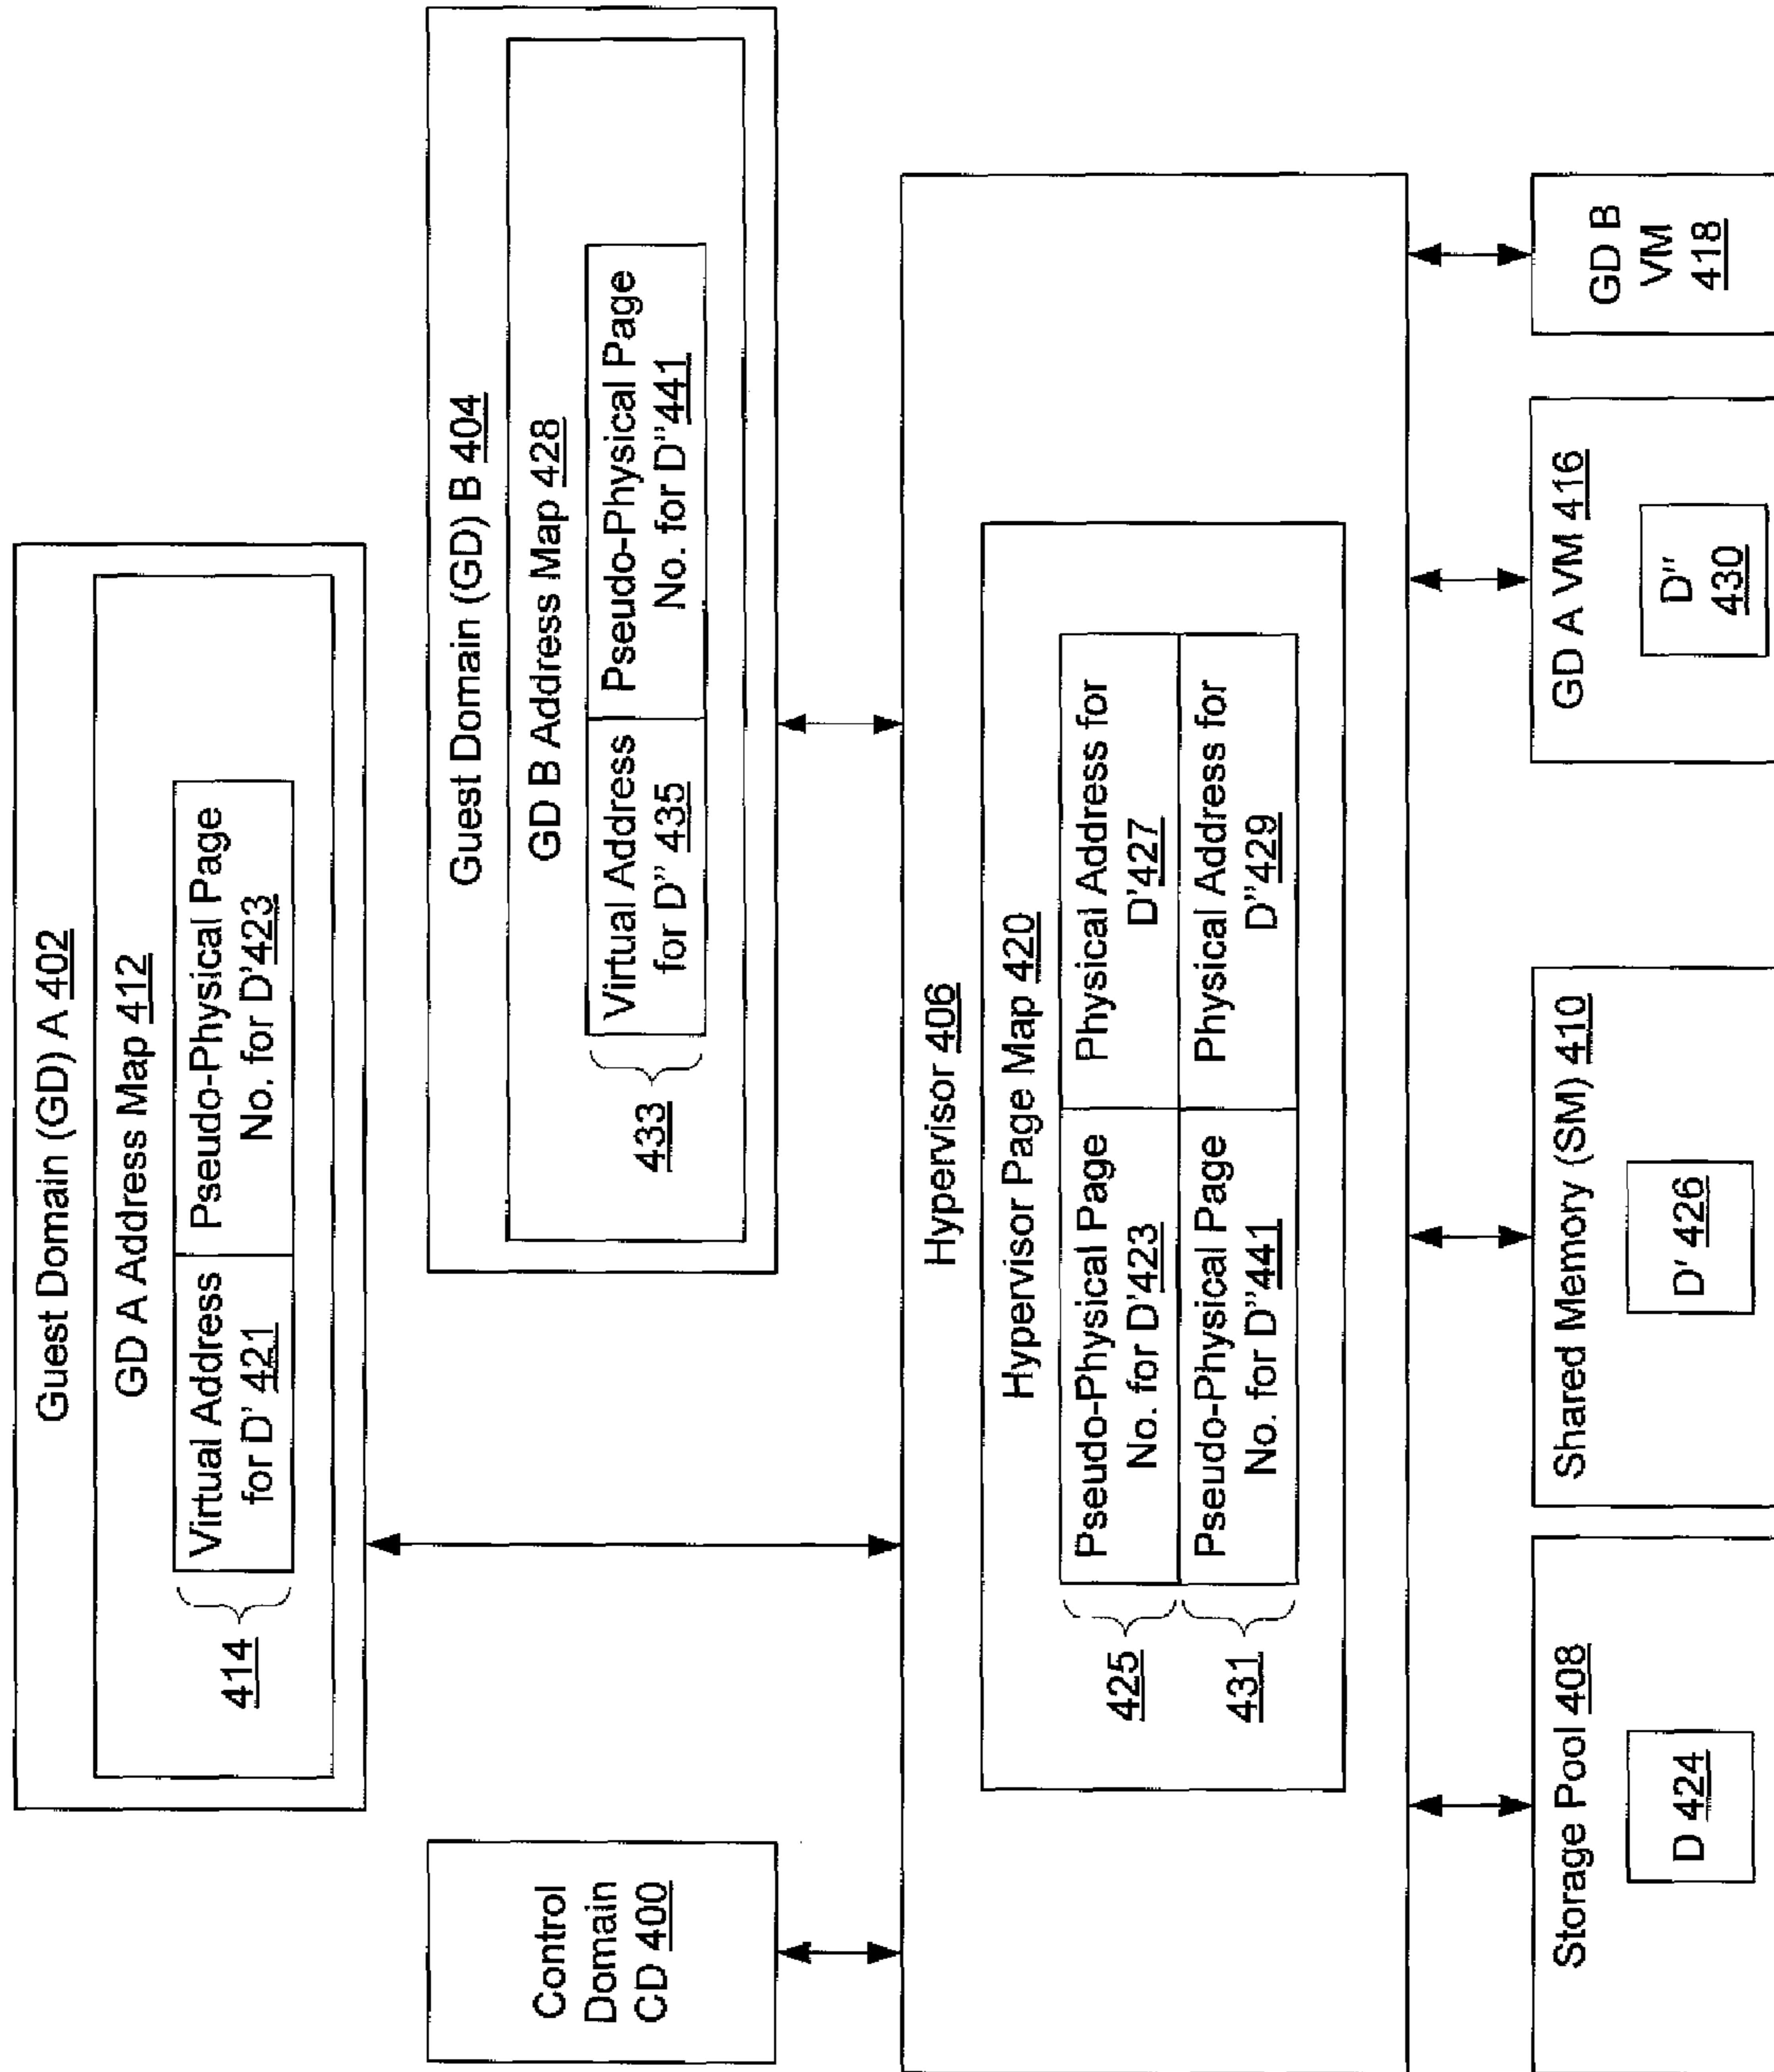 Guest Domain (GD) A 402
GD A Address Map 412
414
Virtual Address
for D' 421
Pseudo-Physical Page
No. for D'423
Control
Domain
CD 400
Guest Domain (GD) B 404
GD B Address Map 428
433
Virtual Address
for D" 435
Pseudo-Physical Page
No. for D"441
Hypervisor 406
Hypervisor Page Map 420
425
Pseudo-Physical Page
No. for D'423
Physical Address for
D'427
431
Pseudo-Physical Page
No. for D"441
Physical Address for
D"429
Storage Pool 408
D 424
Shared Memory (SM) 410
D' 426
GD A VM 416
D"
430
GD B
VM
418